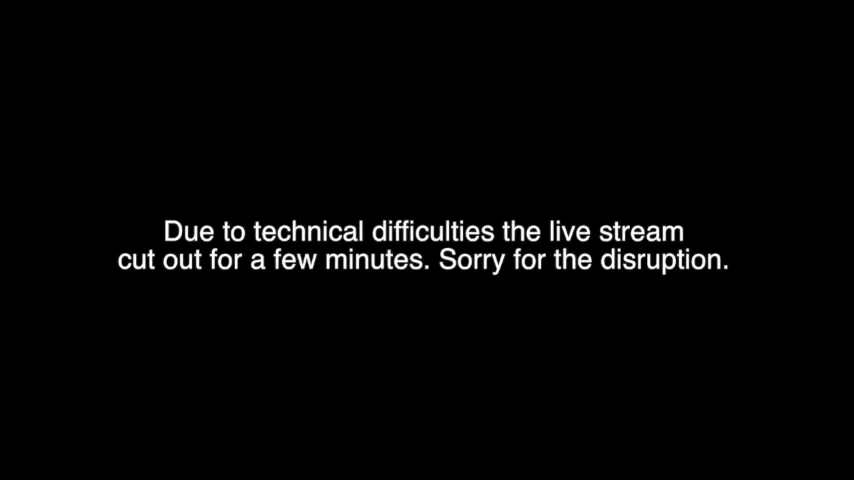 Due to technical difficulties the live stream
cut out for a few minutes. Sorry for the disruption.